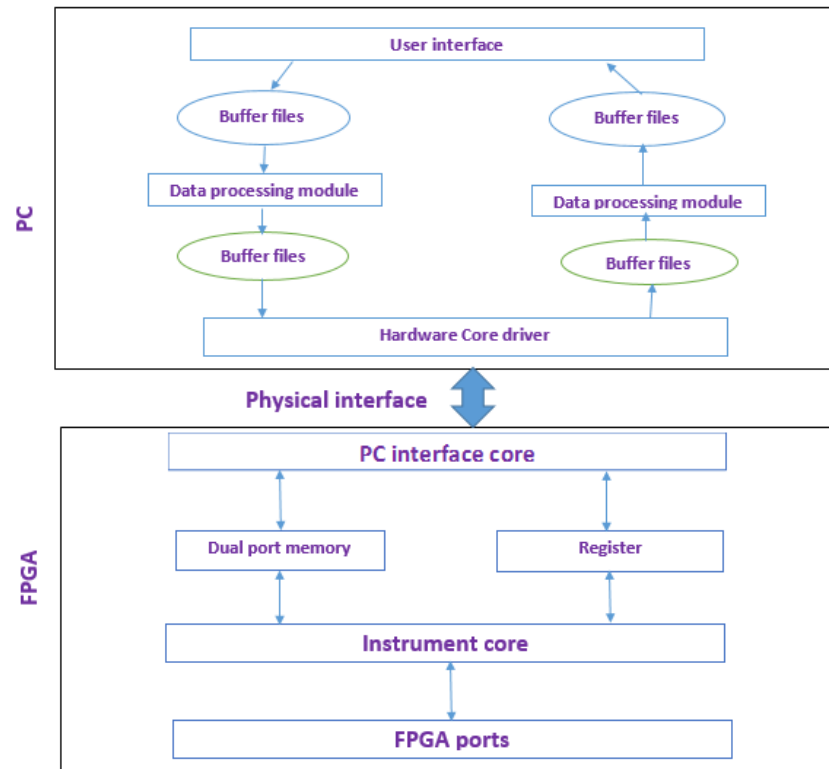 User interface
Buffer files
Buffer files
Data processing module
Data processing module
PC
Buffer files
Buffer files
Hardware Core driver
Physical interface
PC interface core
Dual port memory
Register
FPGA
Instrument core
FPGA ports